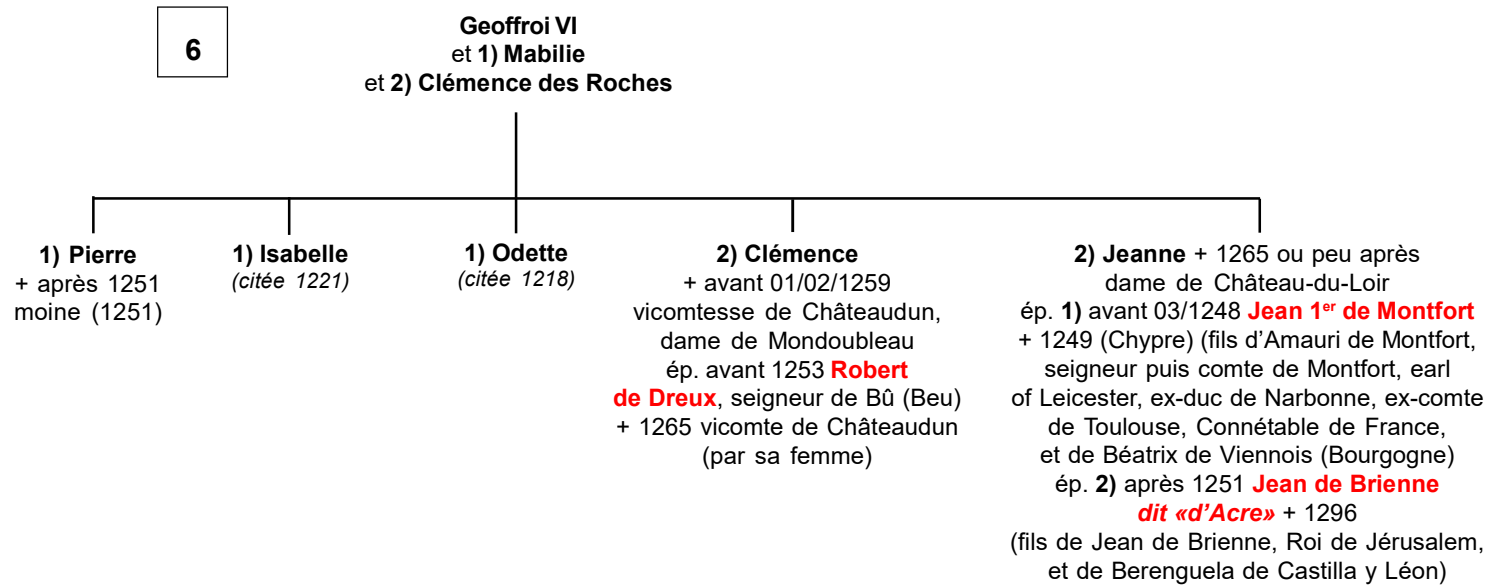 6
Geoffroi VI
et 1) Mabilie
et 2) Clémence des Roches
1) Pierre
+ après 1251
moine (1251)
1) Isabelle
(citée 1221)
1) Odette
(citée 1218)
2) Clémence
+ avant 01/02/1259
vicomtesse de Châteaudun,
dame de Mondoubleau
ép. avant 1253 Robert
de Dreux, seigneur de Bû (Beu)
+ 1265 vicomte de Châteaudun
(par sa femme)
2) Jeanne + 1265 ou peu après
dame de Château-du-Loir
ép. 1) avant 03/1248 Jean 1er de Montfort
+ 1249 (Chypre) (fils d’Amauri de Montfort,
seigneur puis comte de Montfort, earl
of Leicester, ex-duc de Narbonne, ex-comte
de Toulouse, Connétable de France,
et de Béatrix de Viennois (Bourgogne)
ép. 2) après 1251 Jean de Brienne
dit «d’Acre» + 1296
(fils de Jean de Brienne, Roi de Jérusalem,
et de Berenguela de Castilla y Léon)